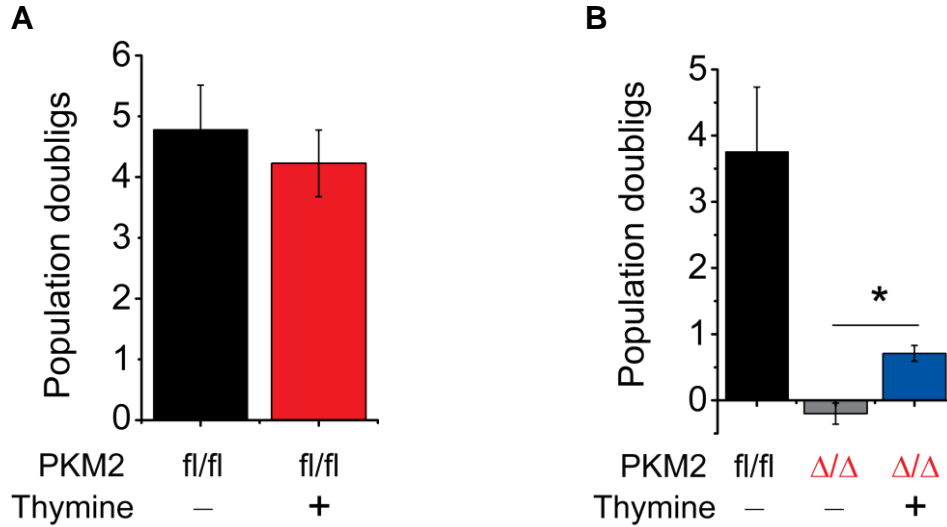 A
Population doubligs
6
5
4
3
2
1
0
PKM2 fl/fl fl/fl
Thymine – +
B
Population doubligs
5
4
3
2
1
0
*
PKM2 fl/fl Δ/Δ Δ/Δ
Thymine – – +